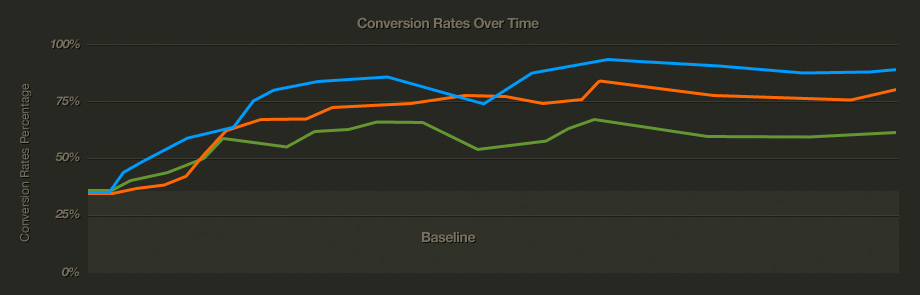 Conversion Rates Over Time
100%
75%
50%
25%
0%
Conversion Rates Percentage
Baseline